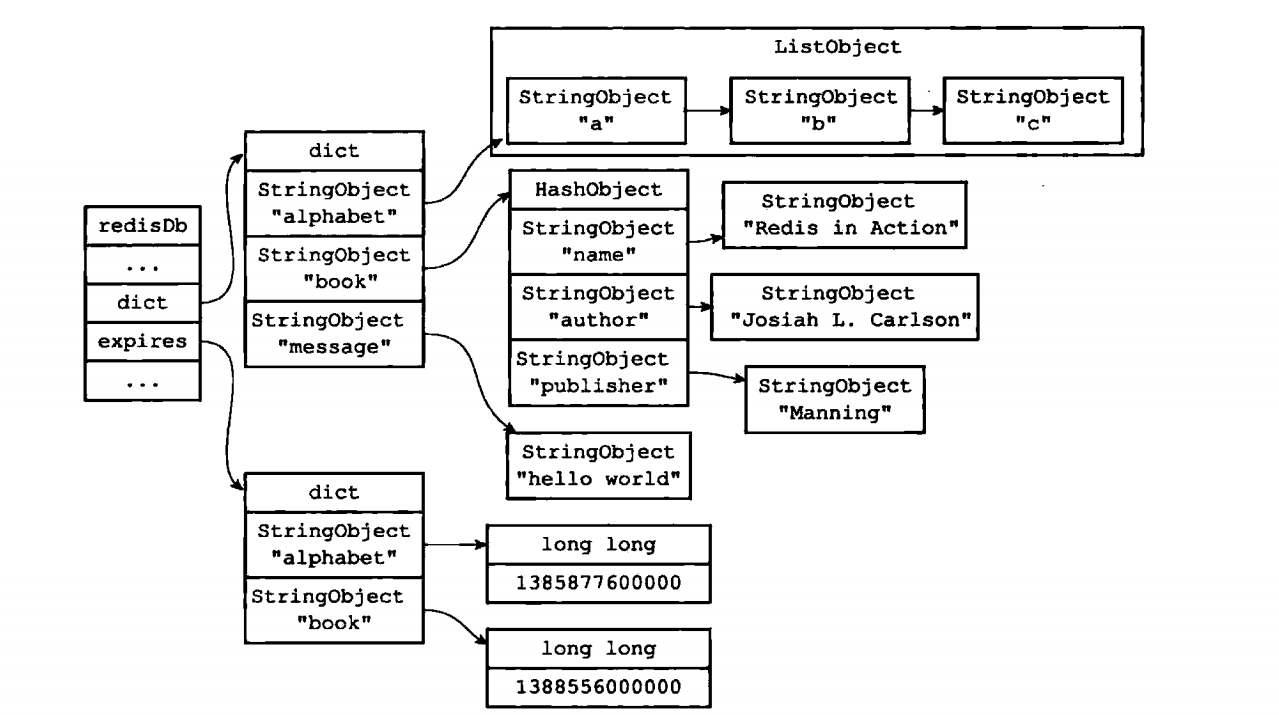 ListObject
StringObject
"a"
StringObject
"b"
StringObject
"c"
dict
StringObject
"alphabet"
StringObject
"book"
StringObject
"message"
redisDb
...
dict
expires
...
HashObject
StringObject
"name"
StringObject
"author"
StringObject
"publisher"
StringObject
"Redis in Action"
StringObject
"Josiah L. Carlson"
StringObject
"Manning"
StringObject
"hello world"
dict
StringObject
"alphabet"
StringObject
"book"
long long
1385877600000
long long
1388556000000